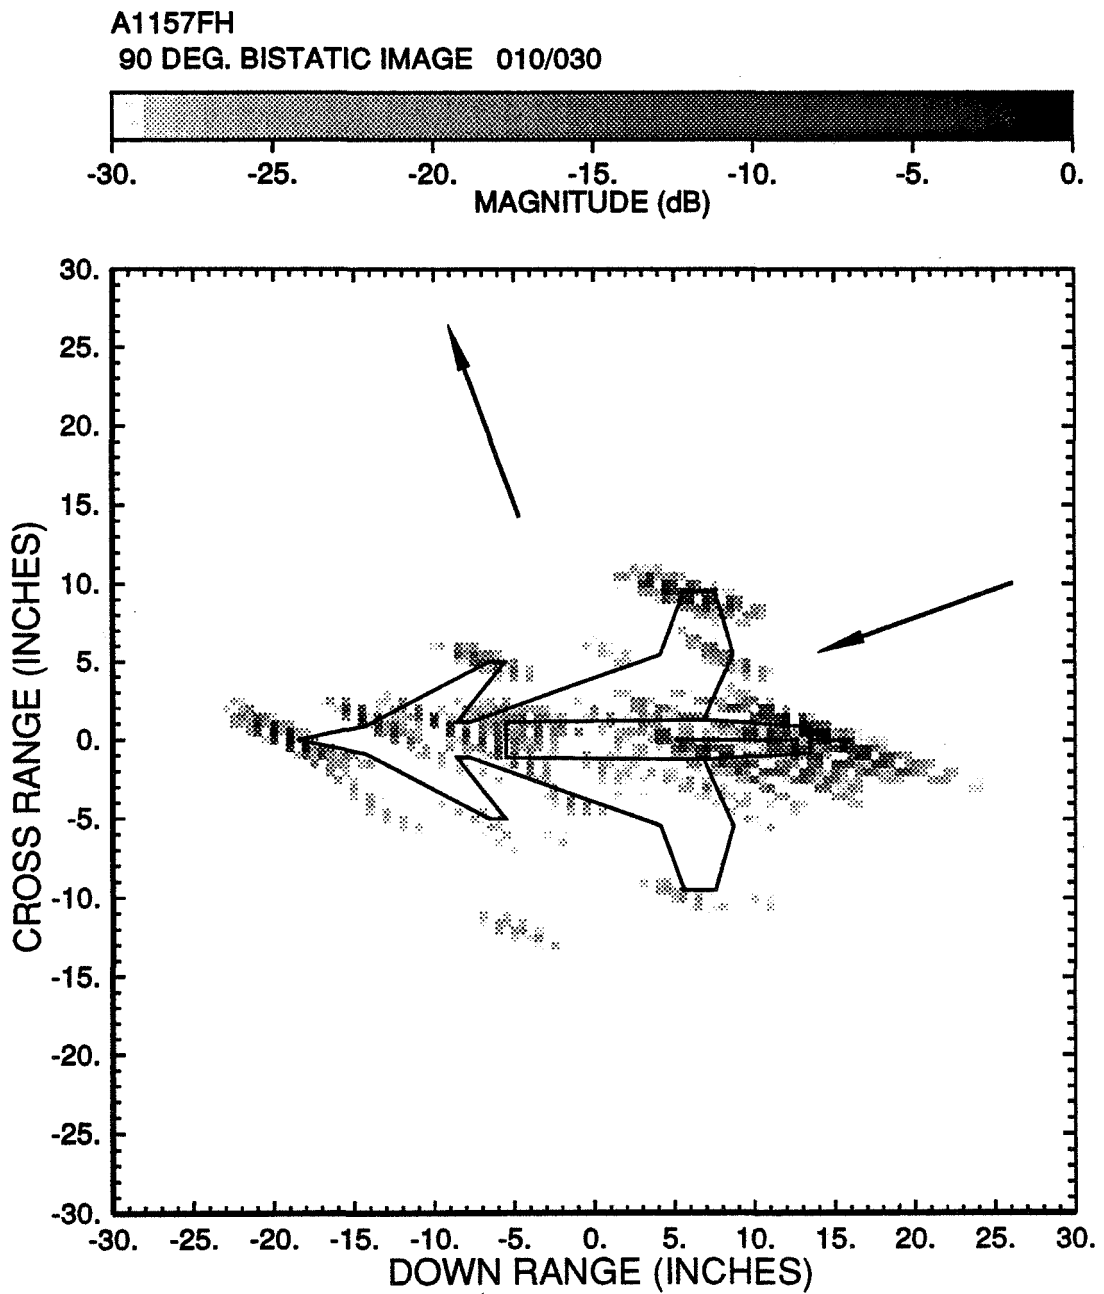 A1157FH
90 DEG. BISTATIC IMAGE 010/030
-30. -25. -20. -15. -10. -5. 0.
MAGNITUDE (dB)
30.
25.
20.
15.
10.
5.
0.
-5.
-10.
-15.
-20.
-25.
-30.
CROSS RANGE (INCHES)
-30. -25. -20. -15. -10. -5. 0. 5. 10. 15. 20. 25. 30.
DOWN RANGE (INCHES)